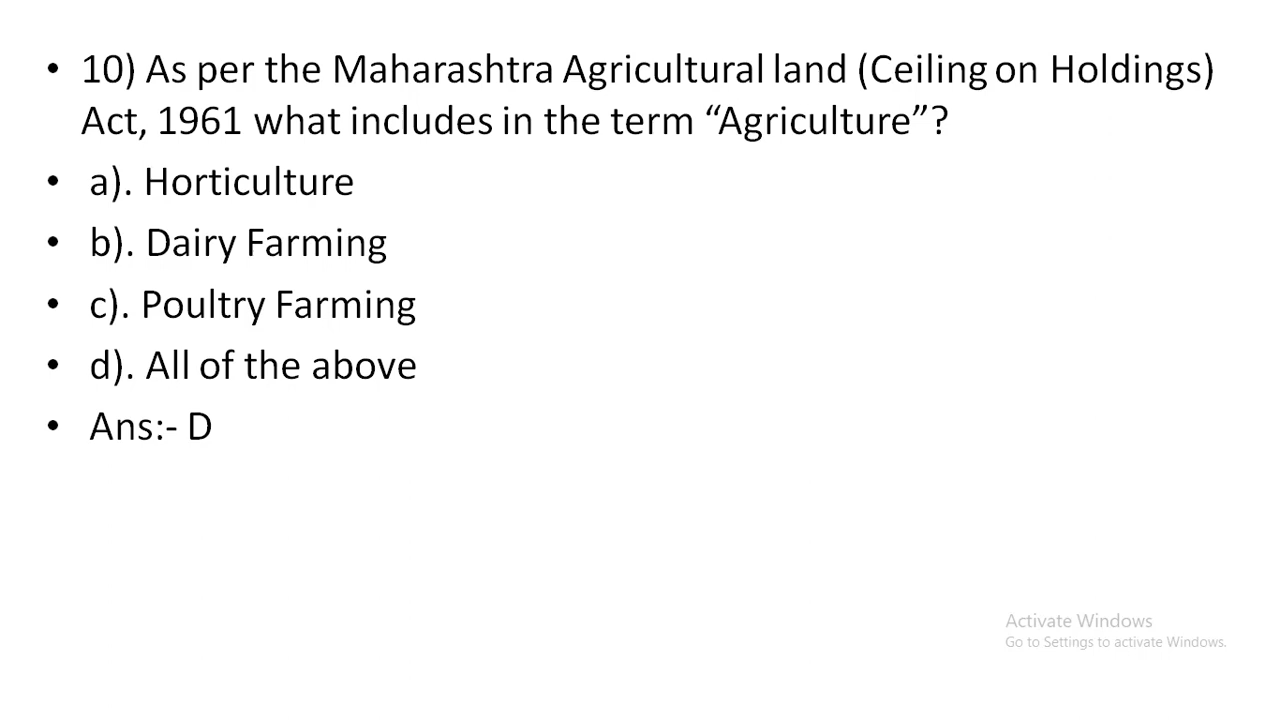 • 10) As per the Maharashtra Agricultural land (Ceiling on Holdings)
Act, 1961 what includes in the term “Agriculture”?
• a). Horticulture
• b). Dairy Farming
• c). Poultry Farming
• d). All of the above
• Ans:- D
Activate Windows
Go to Settings to activate Windows.